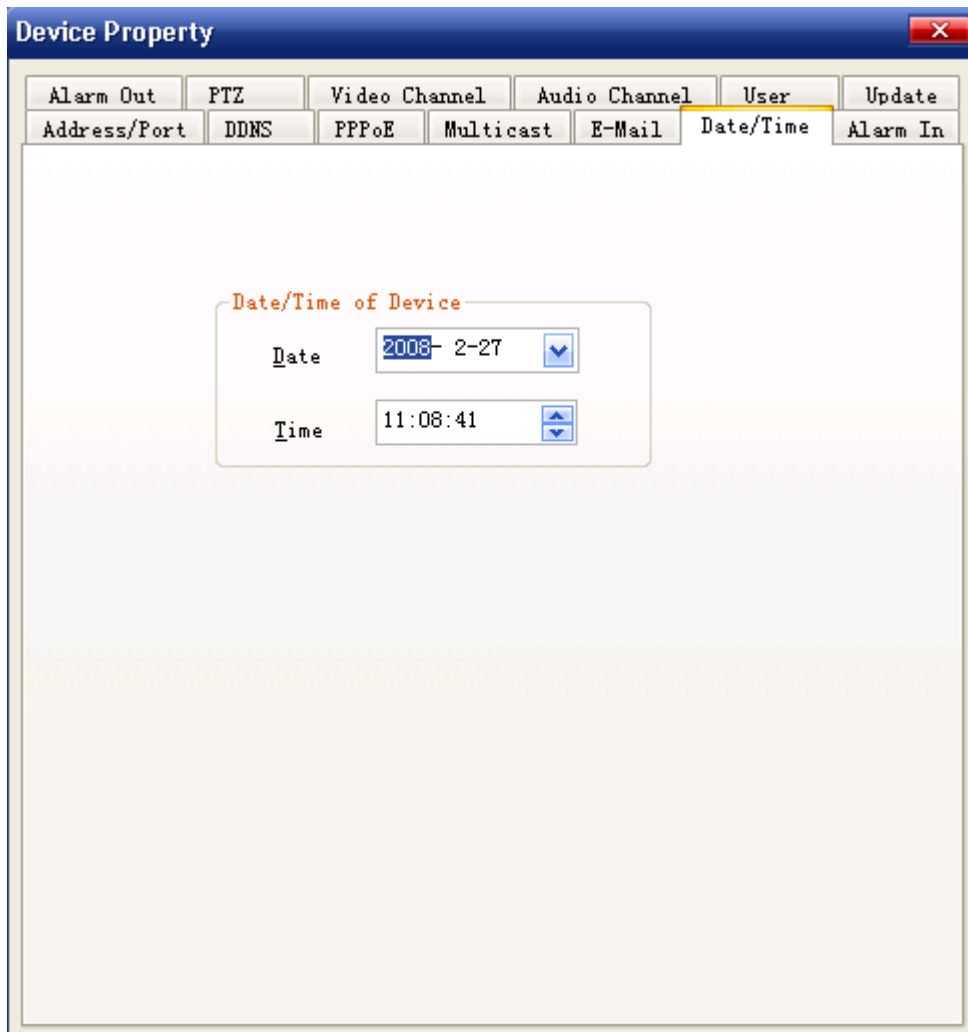 Device Property
Alarm Out PTZ Video Channel Audio Channel User Update
Address/Port DDNS PPPoE Multicast E-Mail Date/Time Alarm In
Date/Time of Device
Date 2008- 2-27
Time 11:08:41